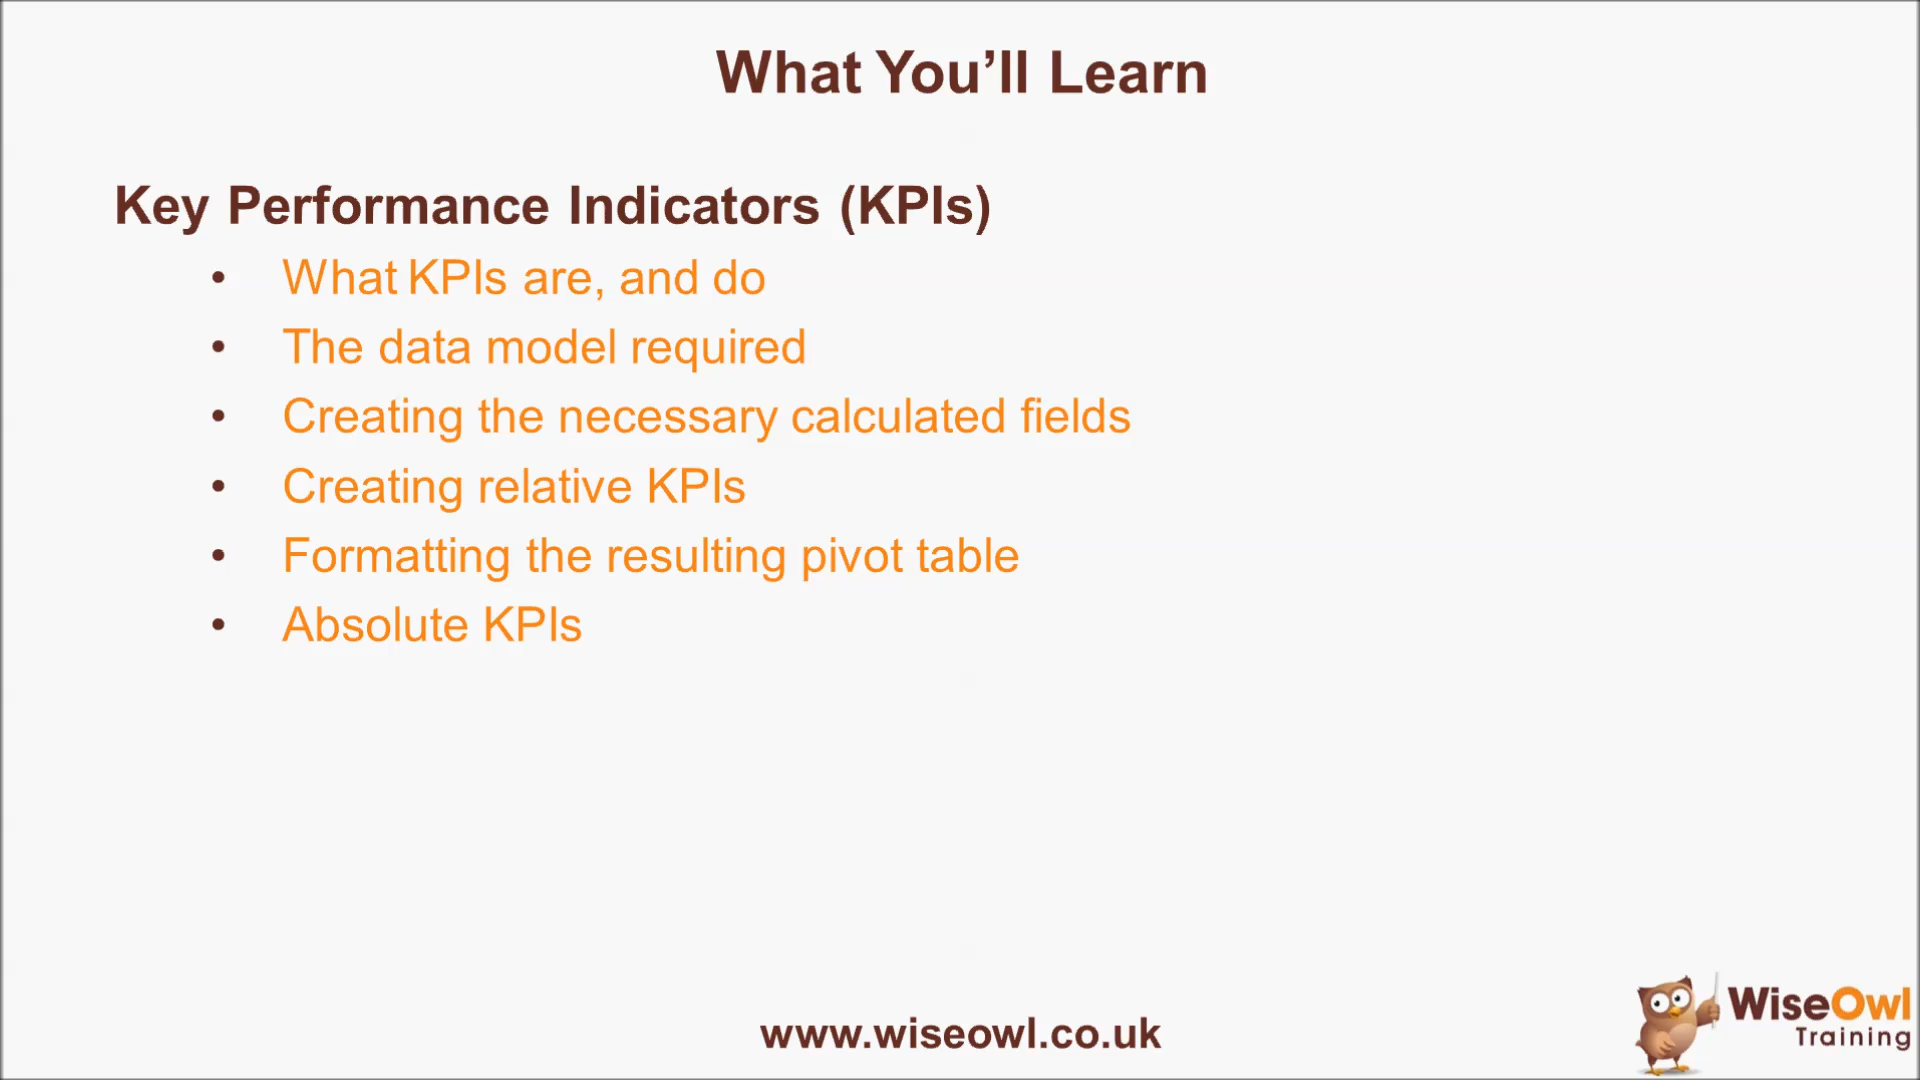 What You’ll Learn
Key Performance Indicators (KPIs)
• What KPIs are, and do
• The data model required
• Creating the necessary calculated fields
• Creating relative KPIs
• Formatting the resulting pivot table
• Absolute KPIs
www.wiseowl.co.uk
WiseOwl
Training